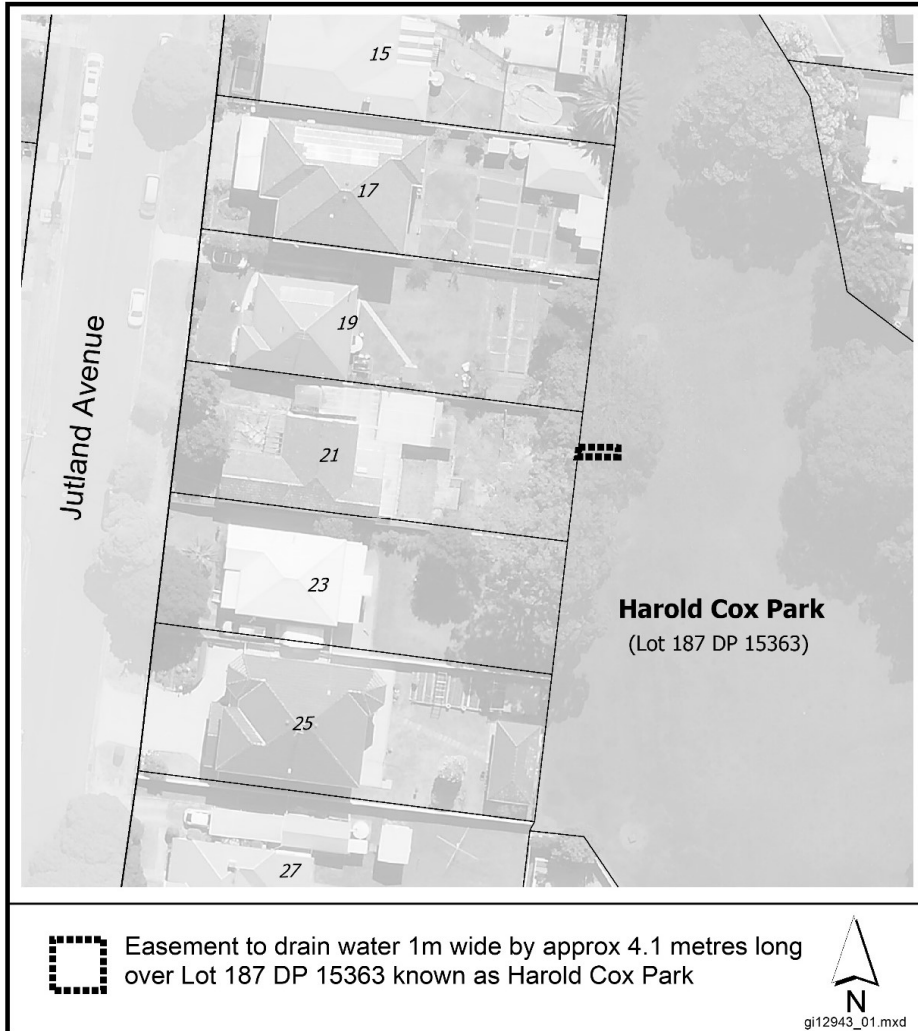 15
17
19
Jutland Avenue
21
23
Harold Cox Park
(Lot 187 DP 15363)
25
27
Easement to drain water 1m wide by approx 4.1 metres long
over Lot 187 DP 15363 known as Harold Cox Park
N
gi12943_01.mxd